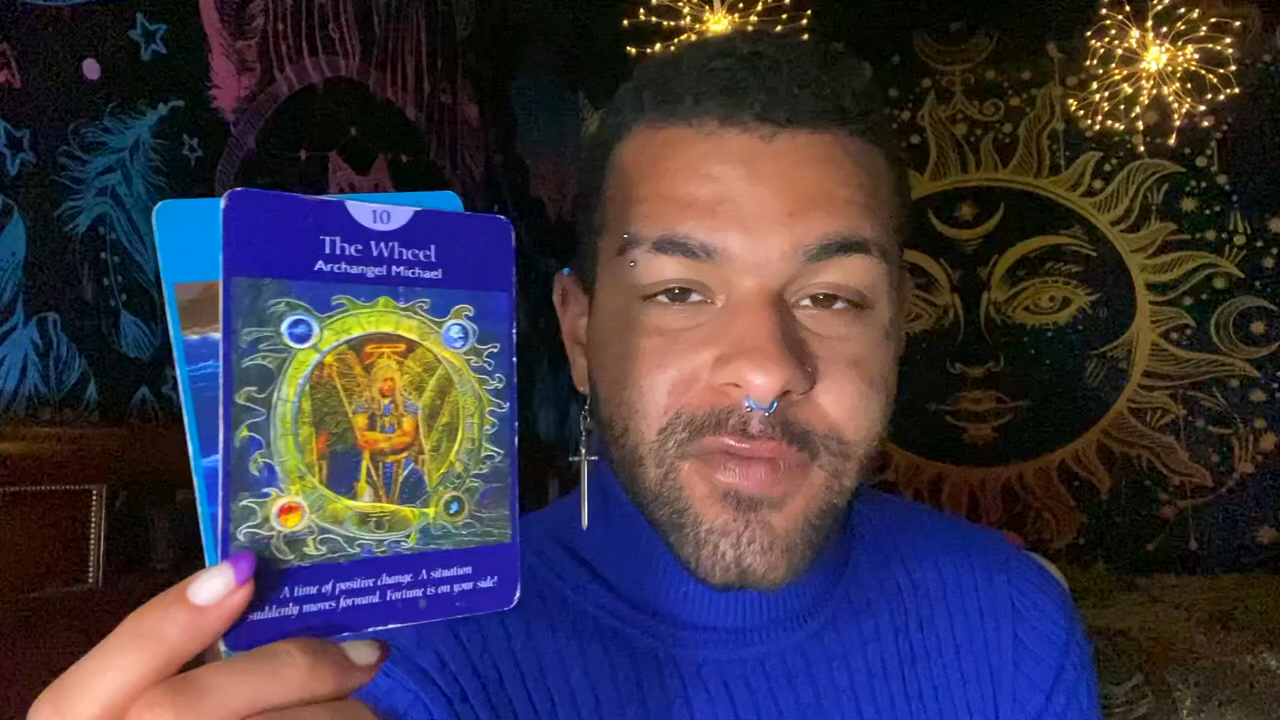 10
The Wheel
Archangel Michael
A time of positive change. A situation
suddenly moves forward. Fortune is on your side!